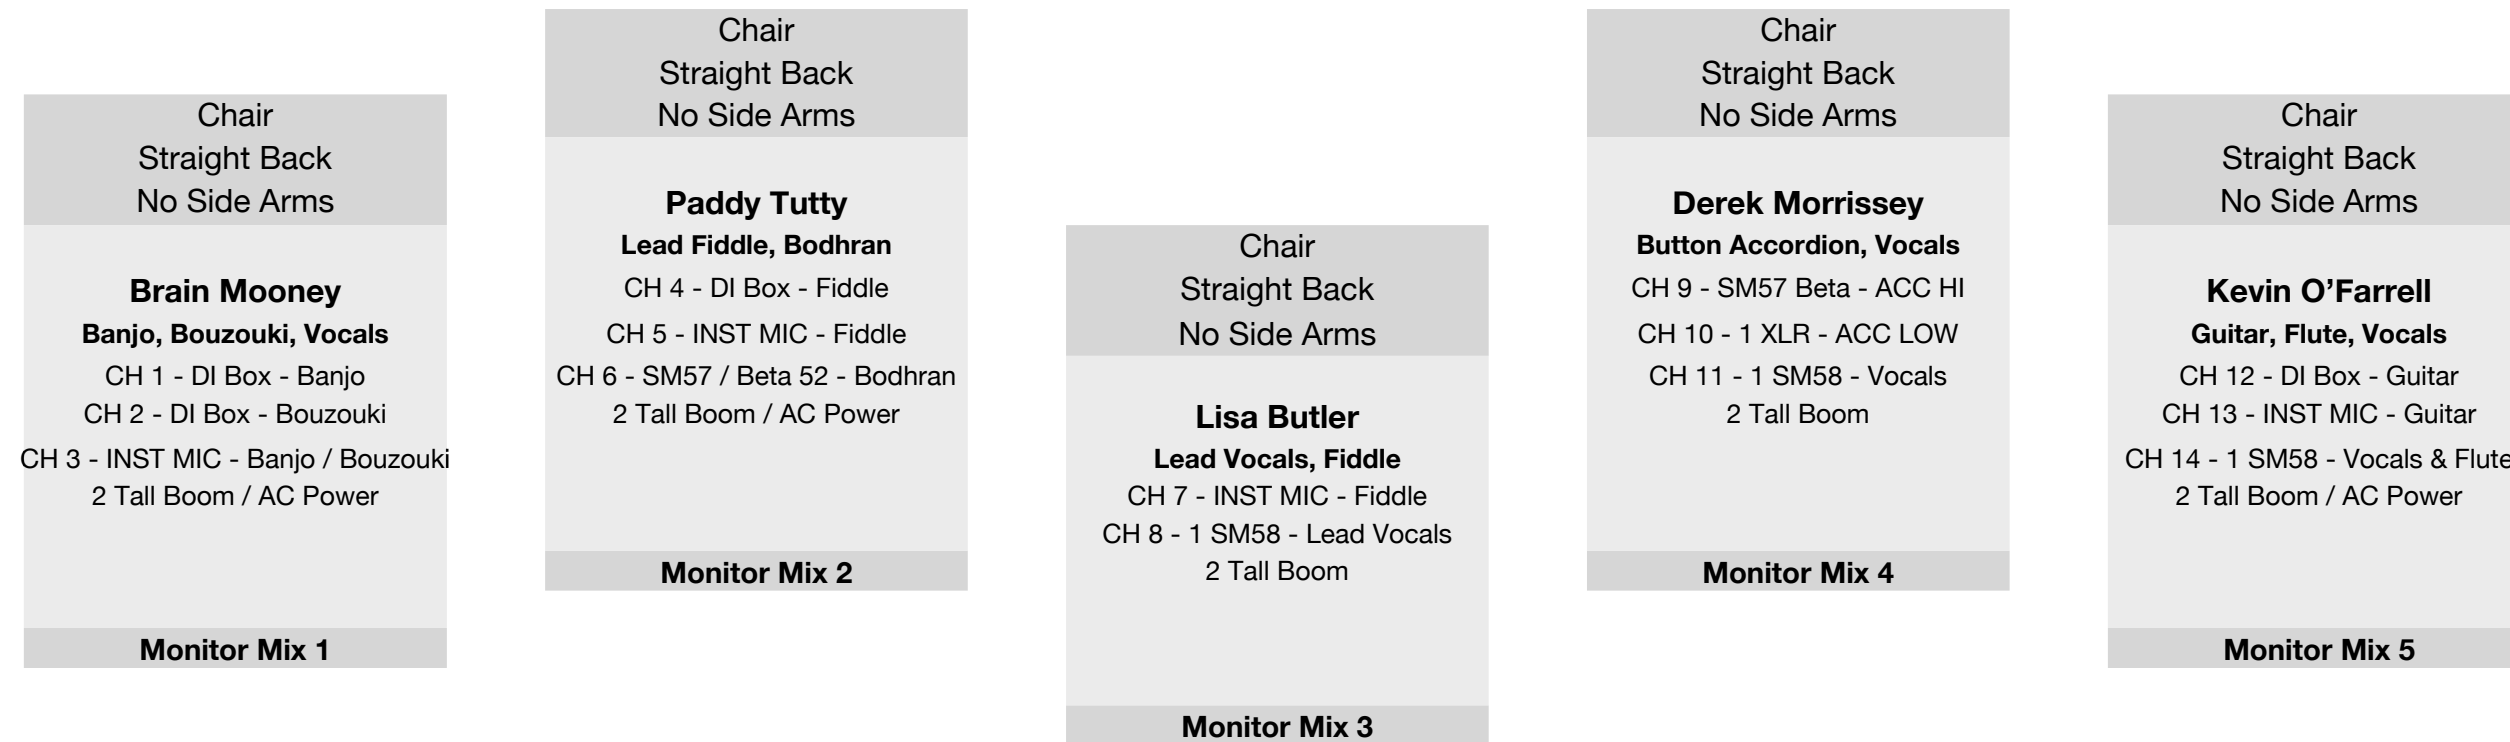 Chair
Straight Back
No Side Arms
Brain Mooney
Banjo, Bouzouki, Vocals
CH 1 - DI Box - Banjo
CH 2 - DI Box - Bouzouki
CH 3 - INST MIC - Banjo / Bouzouki
2 Tall Boom / AC Power
Monitor Mix 1
Chair
Straight Back
No Side Arms
Paddy Tutty
Lead Fiddle, Bodhran
CH 4 - DI Box - Fiddle
CH 5 - INST MIC - Fiddle
CH 6 - SM57 / Beta 52 - Bodhran
2 Tall Boom / AC Power
Monitor Mix 2
Chair
Straight Back
No Side Arms
Lisa Butler
Lead Vocals, Fiddle
CH 7 - INST MIC - Fiddle
CH 8 - 1 SM58 - Lead Vocals
2 Tall Boom
Monitor Mix 3
Chair
Straight Back
No Side Arms
Derek Morrissey
Button Accordion, Vocals
CH 9 - SM57 Beta - ACC HI
CH 10 - 1 XLR - ACC LOW
CH 11 - 1 SM58 - Vocals
2 Tall Boom
Monitor Mix 4
Chair
Straight Back
No Side Arms
Kevin O’Farrell
Guitar, Flute, Vocals
CH 12 - DI Box - Guitar
CH 13 - INST MIC - Guitar
CH 14 - 1 SM58 - Vocals & Flute
2 Tall Boom / AC Power
Monitor Mix 5